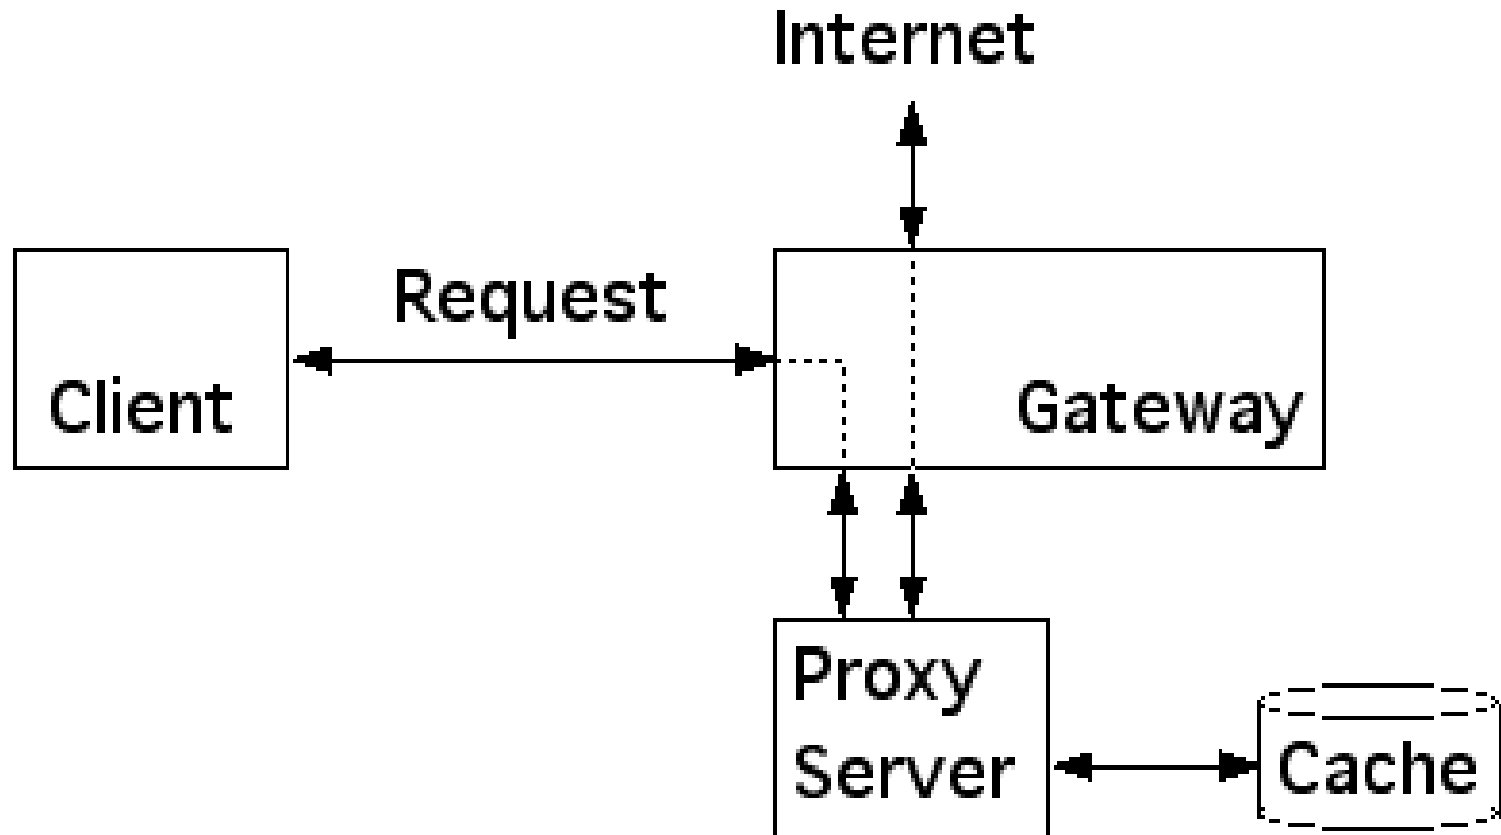 Internet
Request
Client
Gateway
Proxy
Server
Cache